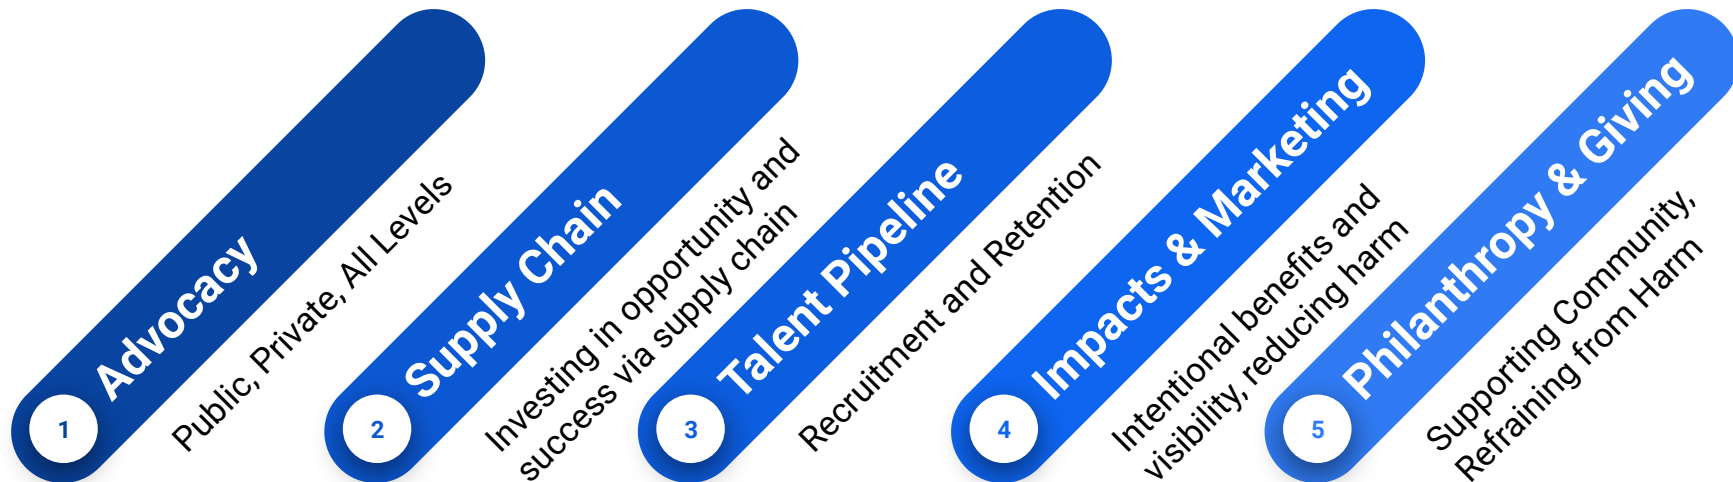 1
Advocacy
Public, Private, All Levels
2
Supply Chain
Investing in opportunity and
success via supply chain
3
Talent Pipeline
Recruitment and Retention
4
Impacts & Marketing
Intentional benefits and
visibility, reducing harm
5
Philanthropy & Giving
Supporting Community,
Refraining from Harm